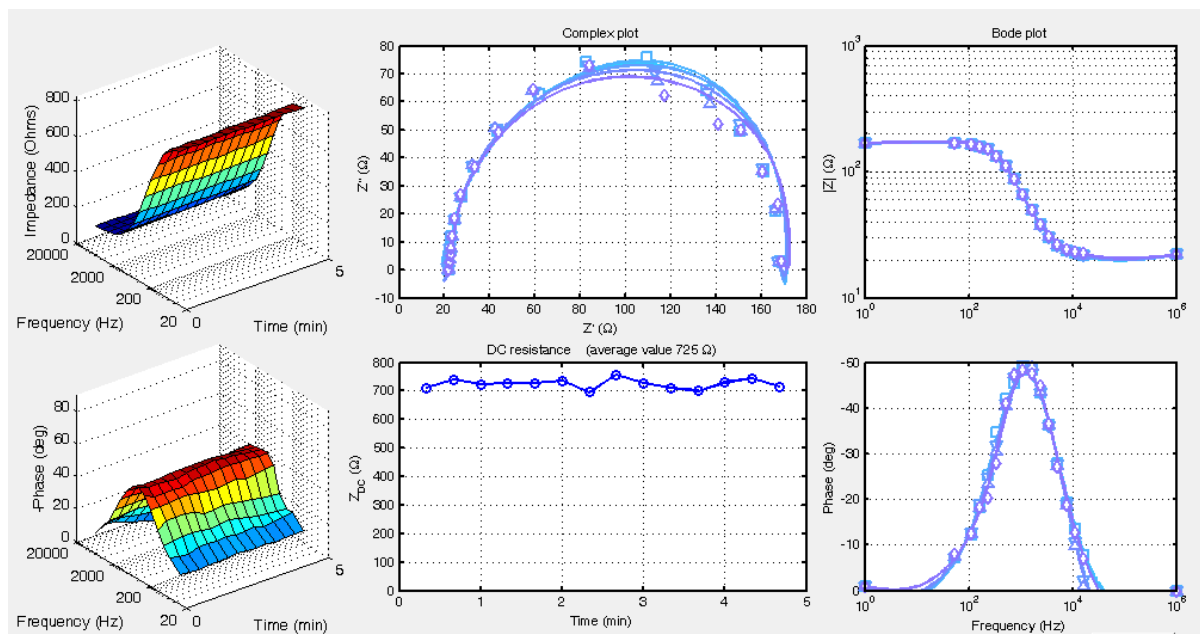 800
600
400
200
0
Impedance (Ohms)
20000
2000
200
20
Frequency (Hz)
0
5
Time (min)
Complex plot
80
70
60
50
40
30
20
10
0
-10
Z'' (Ω)
20 40 60 80 100 120 140 160 180
Z' (Ω)
Bode plot
10³
10²
10¹
|Z| (Ω)
10⁰ 10² 10⁴ 10⁶
80
60
40
20
0
-Phase (deg)
20000
2000
200
20
Frequency (Hz)
0
5
Time (min)
DC resistance (average value 725 Ω)
800
700
600
500
400
300
200
100
0
Z_DC (Ω)
0 1 2 3 4 5
Time (min)
-50
-40
-30
-20
-10
0
Phase (deg)
10⁰ 10² 10⁴ 10⁶
Frequency (Hz)